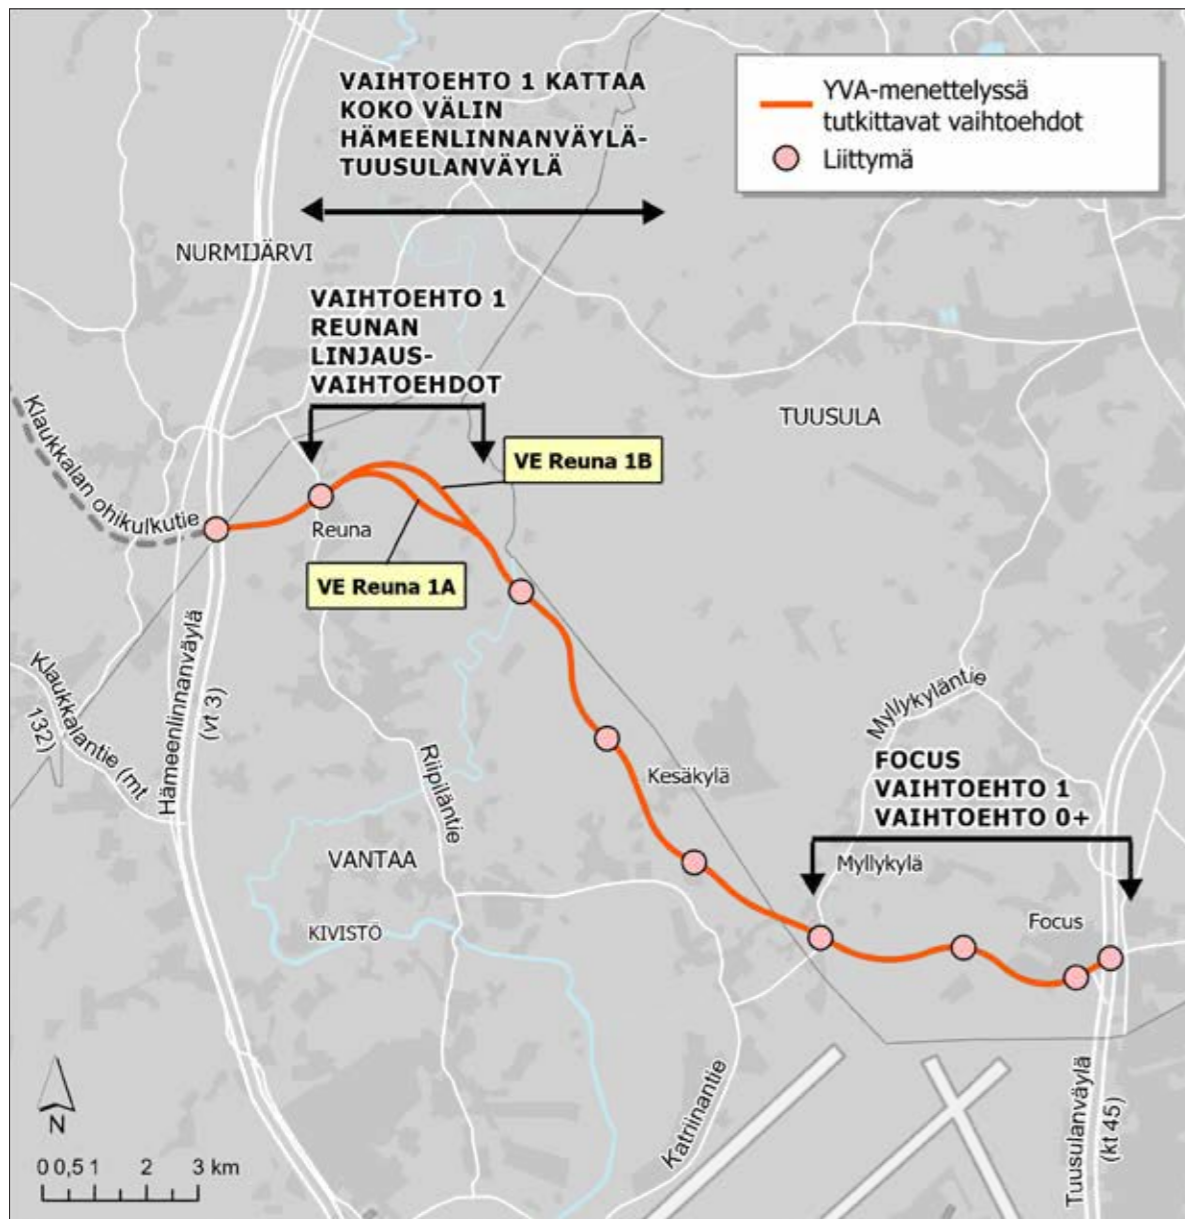 VAIHTOEHTO 1 KATTAA
KOKO VÄLIN
HÄMEENLINNANVÄYLÄ-
TUUSULANVÄYLÄ
YVA-menettelyssä
tutkittavat vaihtoehdot
Liittymä
NURMIJÄRVI
VAIHTOEHTO 1
REUNAN
LINJAUS-
VAIHTOEHDOT
TUUSULA
Klaukkalan ohikulkutie
VE Reuna 1B
Reuna
VE Reuna 1A
Hämeenlinnanväylä
(vt 3)
Klaukkalantie (mt
132)
Riipiläntie
Myllykyläntie
Kesäkylä
FOCUS
VAIHTOEHTO 1
VAIHTOEHTO 0+
VANTAA
Myllykylä
KIVISTÖ
Focus
Katriinantie
Tuusulanväylä
(kt 45)
N
0 0,5 1 2 3 km